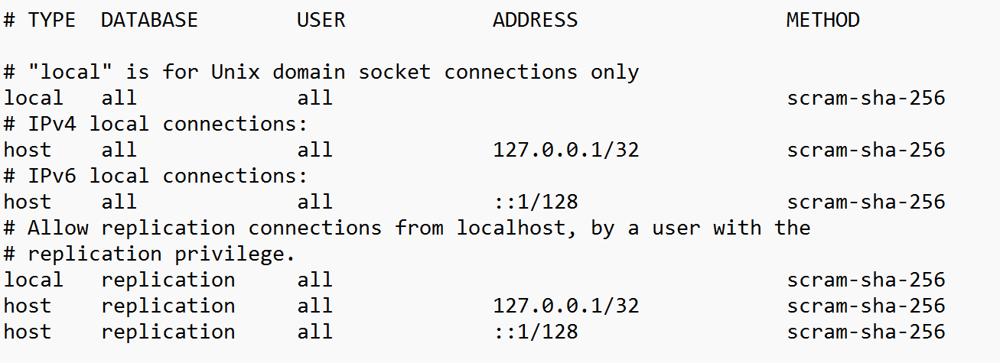 # TYPE  DATABASE        USER            ADDRESS                 METHOD

# "local" is for Unix domain socket connections only
local   all             all                                     scram-sha-256
# IPv4 local connections:
host    all             all             127.0.0.1/32            scram-sha-256
# IPv6 local connections:
host    all             all             ::1/128                 scram-sha-256
# Allow replication connections from localhost, by a user with the
# replication privilege.
local   replication     all                                     scram-sha-256
host    replication     all             127.0.0.1/32            scram-sha-256
host    replication     all             ::1/128                 scram-sha-256